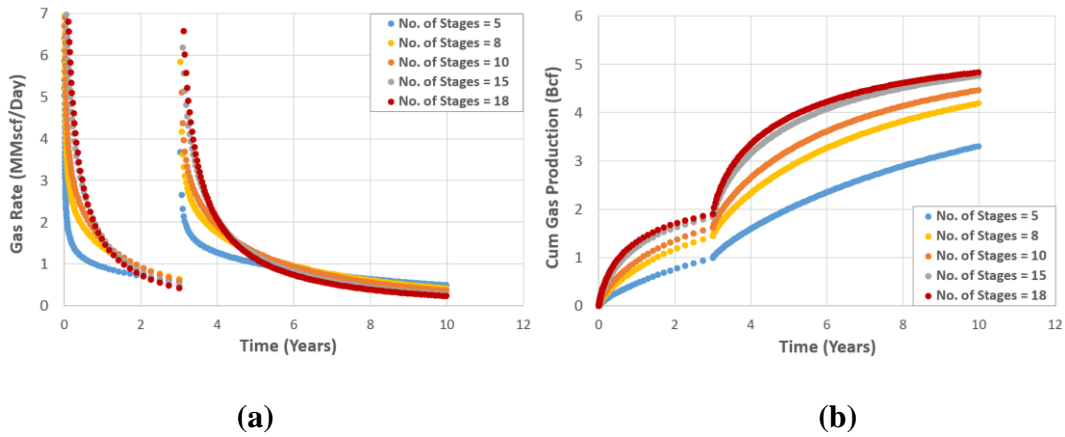 7
6
5
4
3
2
1
0
Gas Rate (MMscf/Day)
No. of Stages = 5
No. of Stages = 8
No. of Stages = 10
No. of Stages = 15
No. of Stages = 18
0 2 4 6 8 10 12
Time (Years)
(a)
6
5
4
3
2
1
0
Cum Gas Production (Bcf)
No. of Stages = 5
No. of Stages = 8
No. of Stages = 10
No. of Stages = 15
No. of Stages = 18
0 2 4 6 8 10 12
Time (Years)
(b)